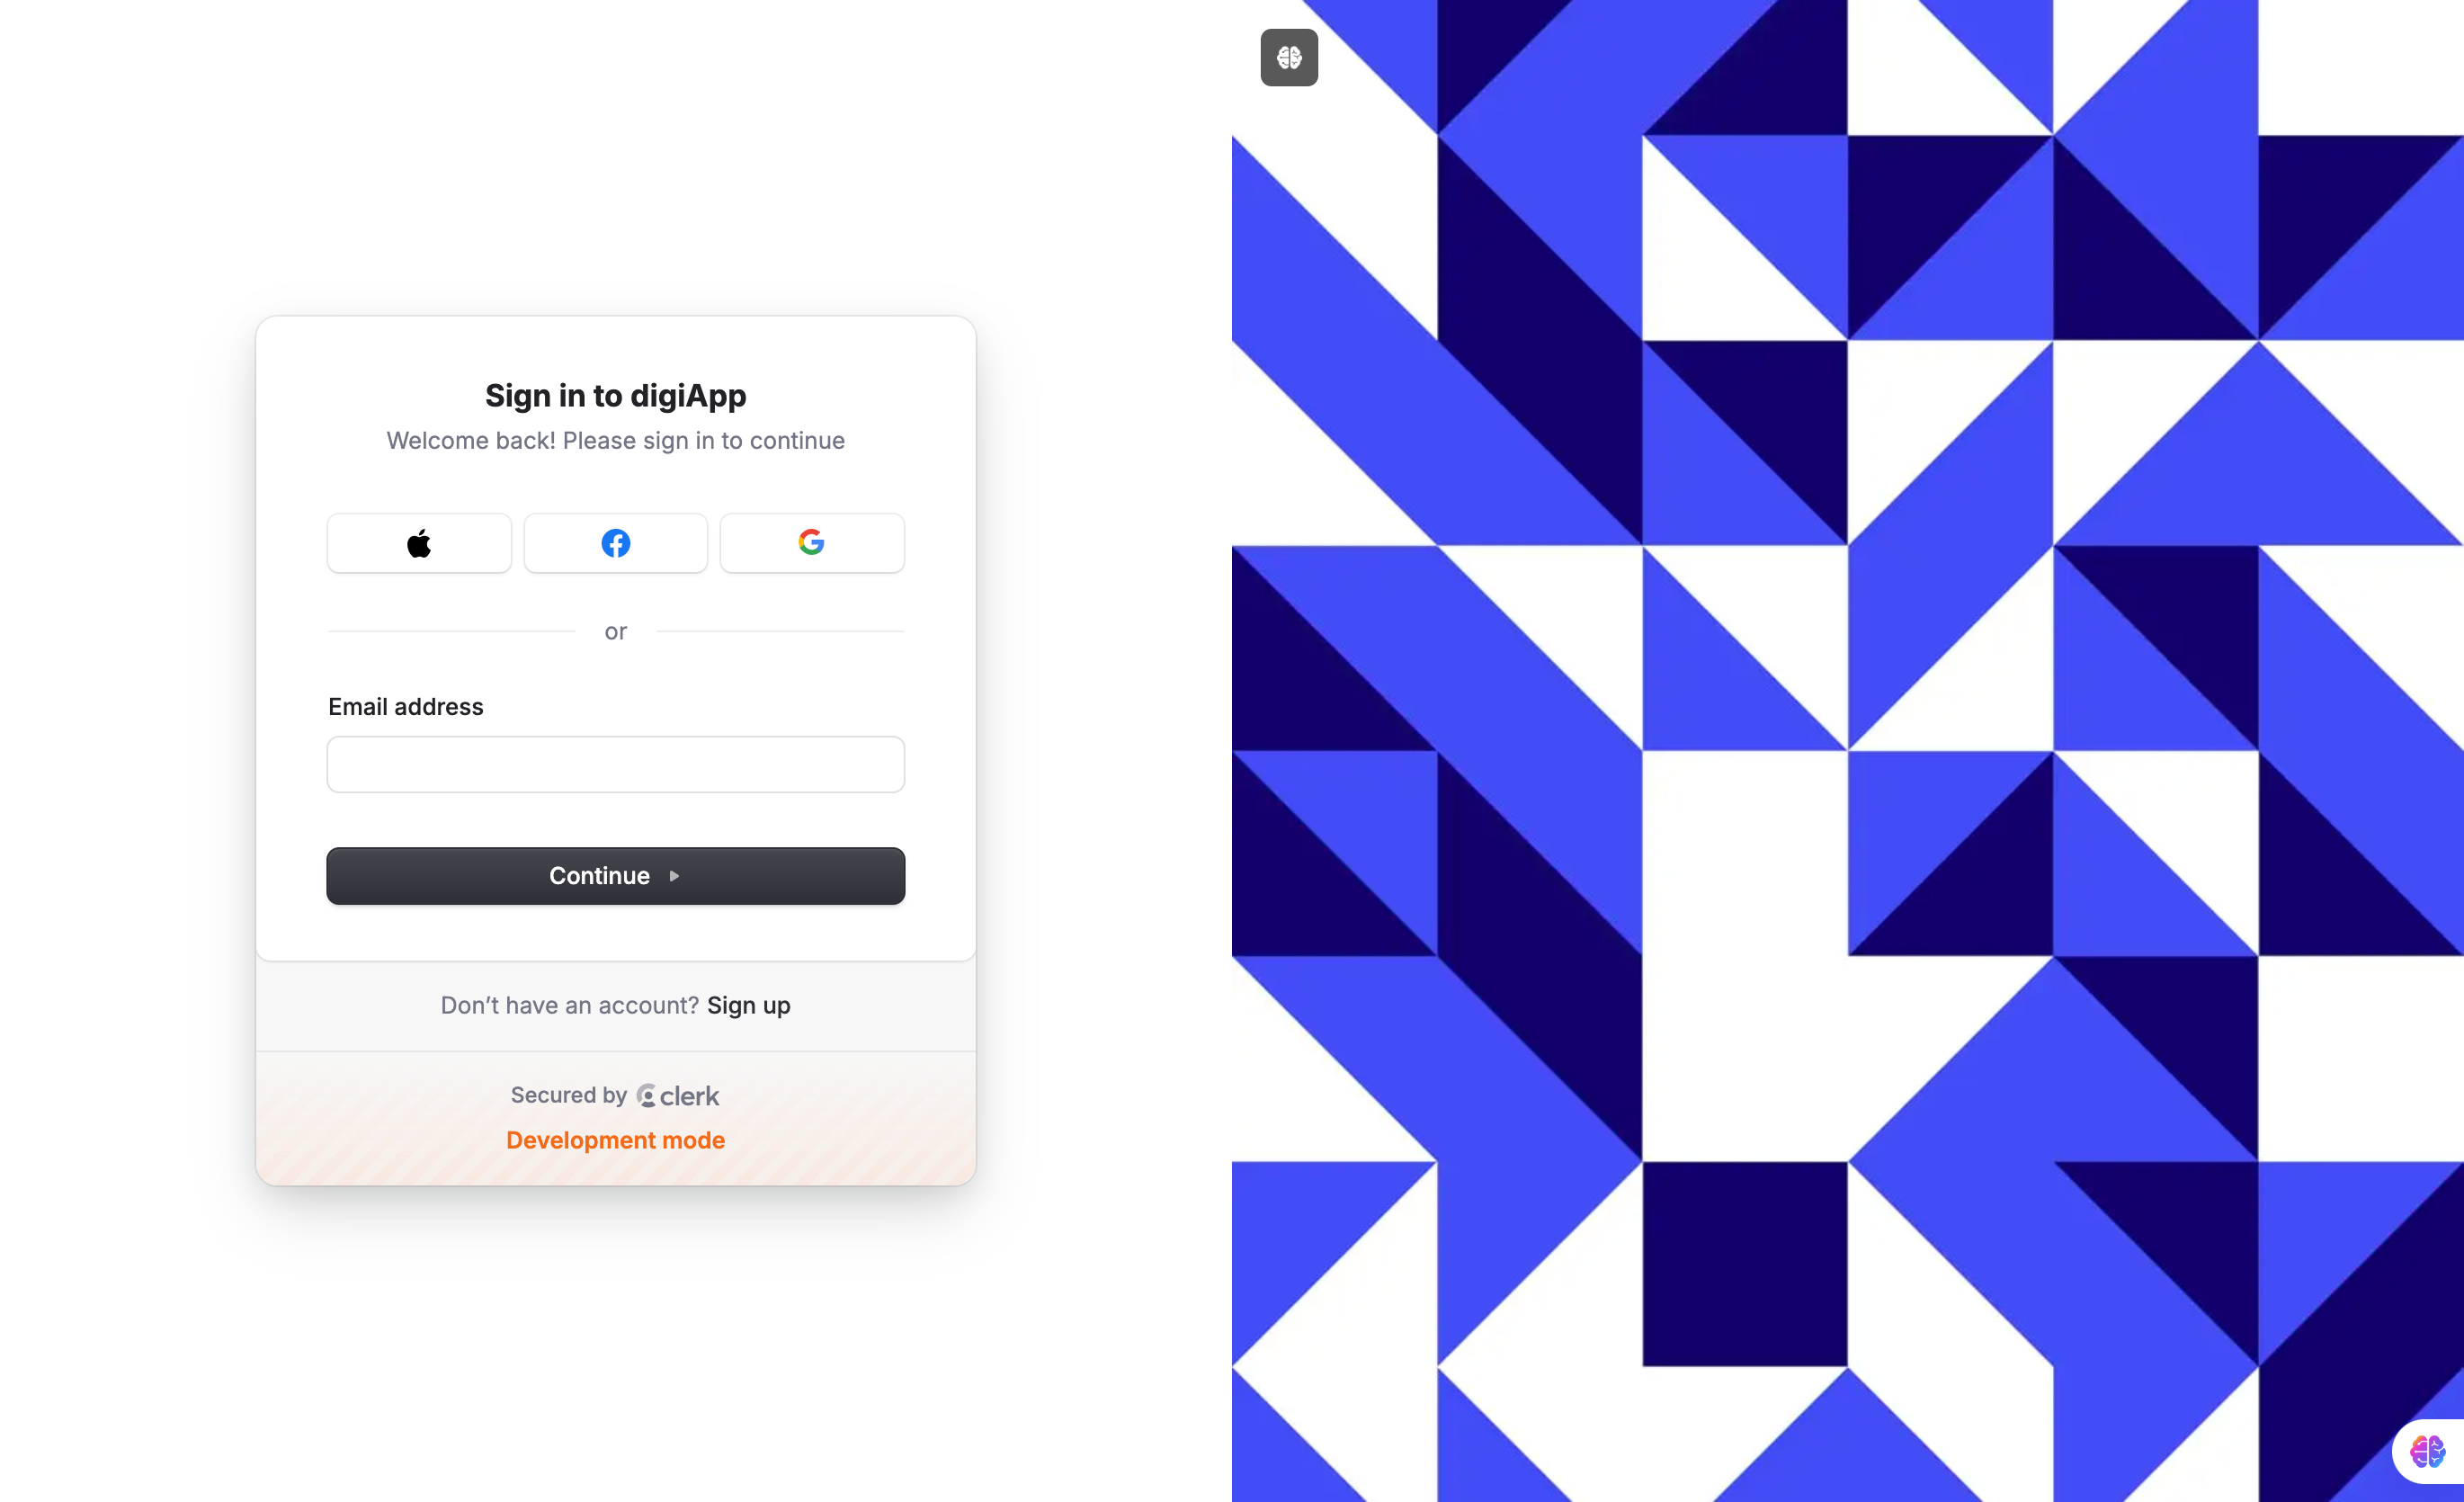 Sign in to digiApp
Welcome back! Please sign in to continue
or
Email address
Continue
Don’t have an account? Sign up
Secured by clerk
Development mode